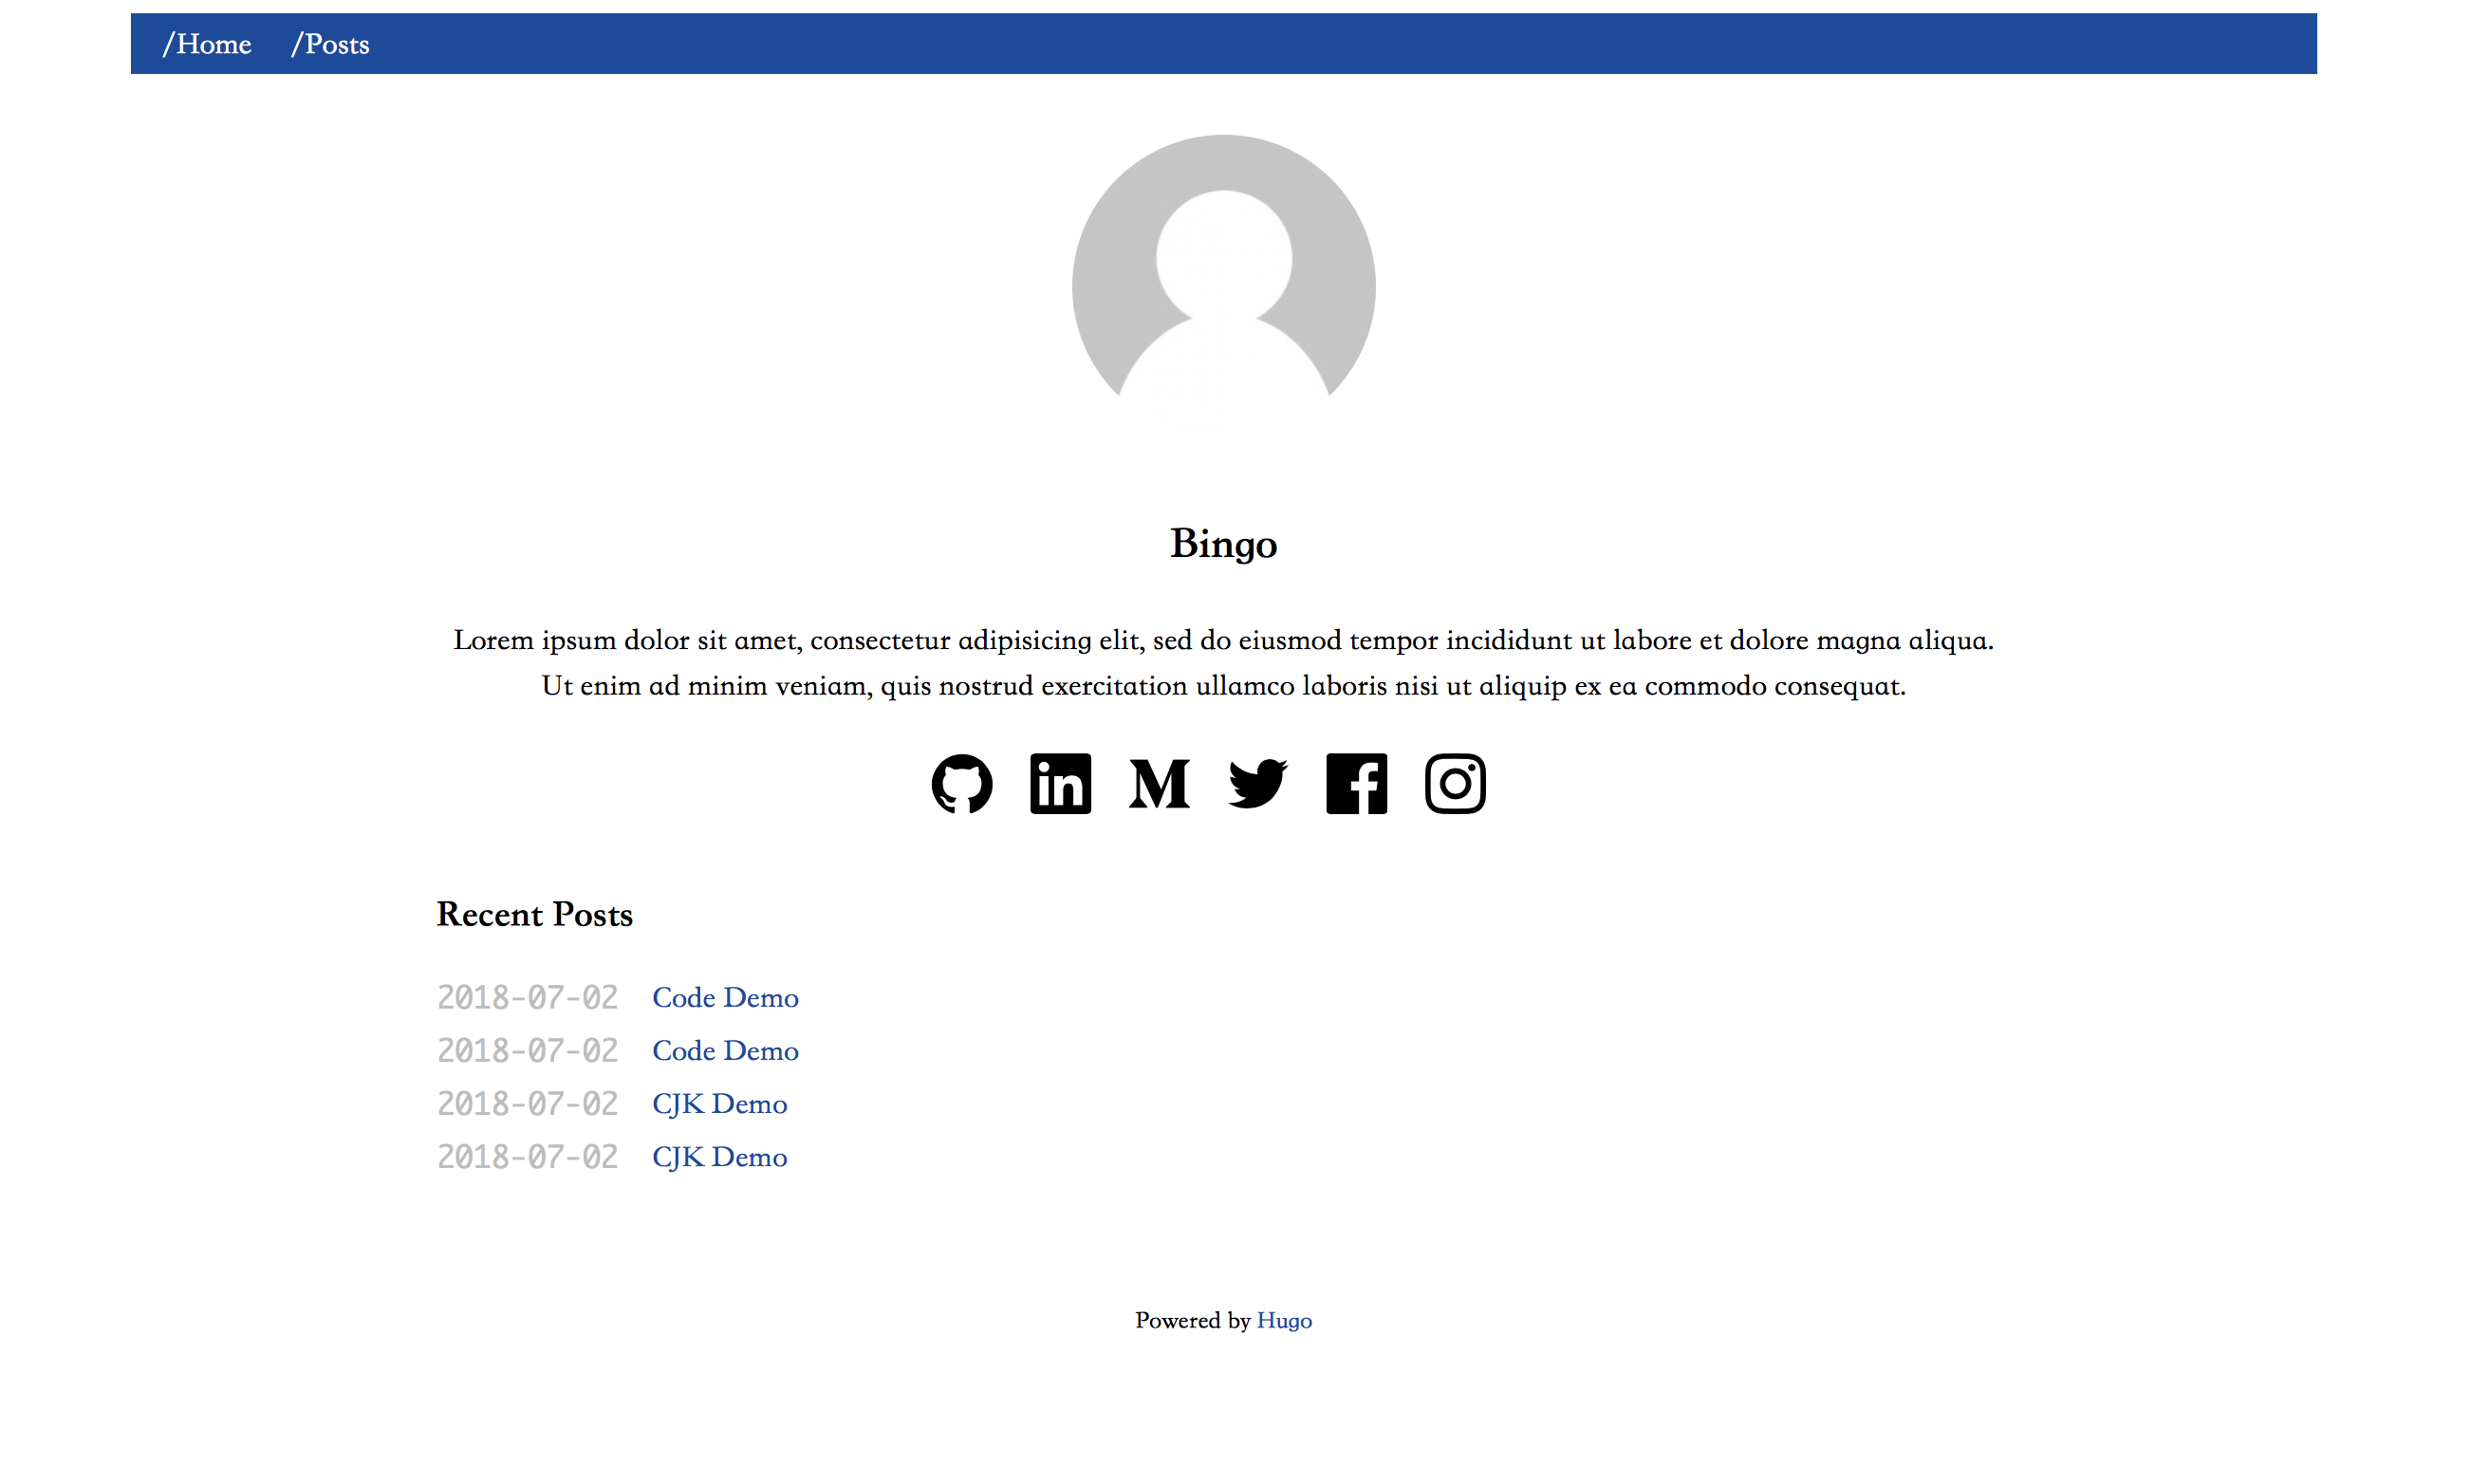 /Home /Posts
Bingo
Lorem ipsum dolor sit amet, consectetur adipisicing elit, sed do eiusmod tempor incididunt ut labore et dolore magna aliqua.
Ut enim ad minim veniam, quis nostrud exercitation ullamco laboris nisi ut aliquip ex ea commodo consequat.
Recent Posts
2018-07-02 Code Demo
2018-07-02 Code Demo
2018-07-02 CJK Demo
2018-07-02 CJK Demo
Powered by Hugo